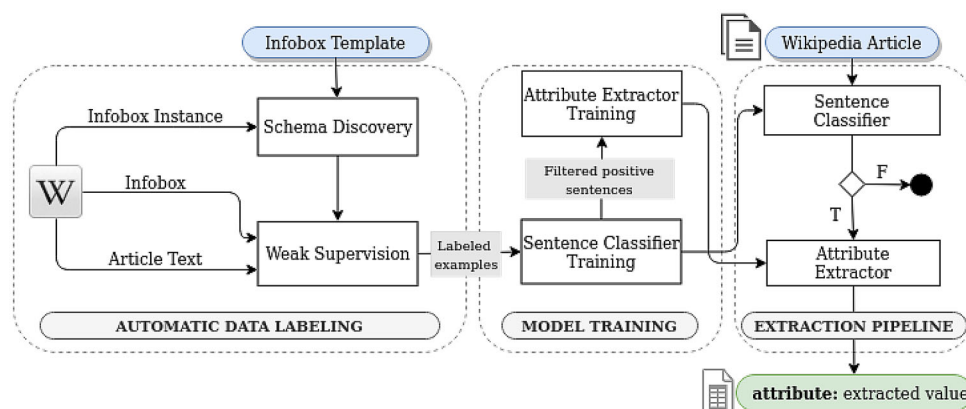 Infobox Template
Wikipedia Article
Infobox Instance
Schema Discovery
W
Infobox
Article Text
Weak Supervision
Labeled
examples
AUTOMATIC DATA LABELING
Attribute Extractor
Training
Filtered positive
sentences
Sentence Classifier
Training
MODEL TRAINING
Sentence
Classifier
F
T
Attribute
Extractor
EXTRACTION PIPELINE
attribute: extracted value